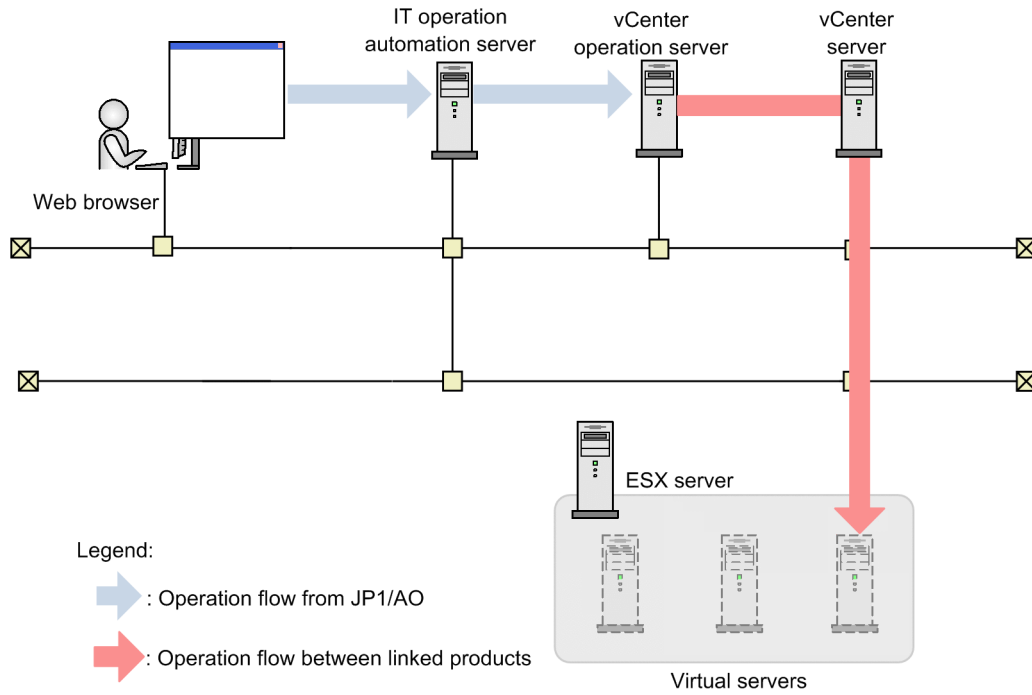 IT operation
automation server
vCenter
operation server
vCenter
server
Web browser
ESX server
Legend:
: Operation flow from JP1/AO
: Operation flow between linked products
Virtual servers